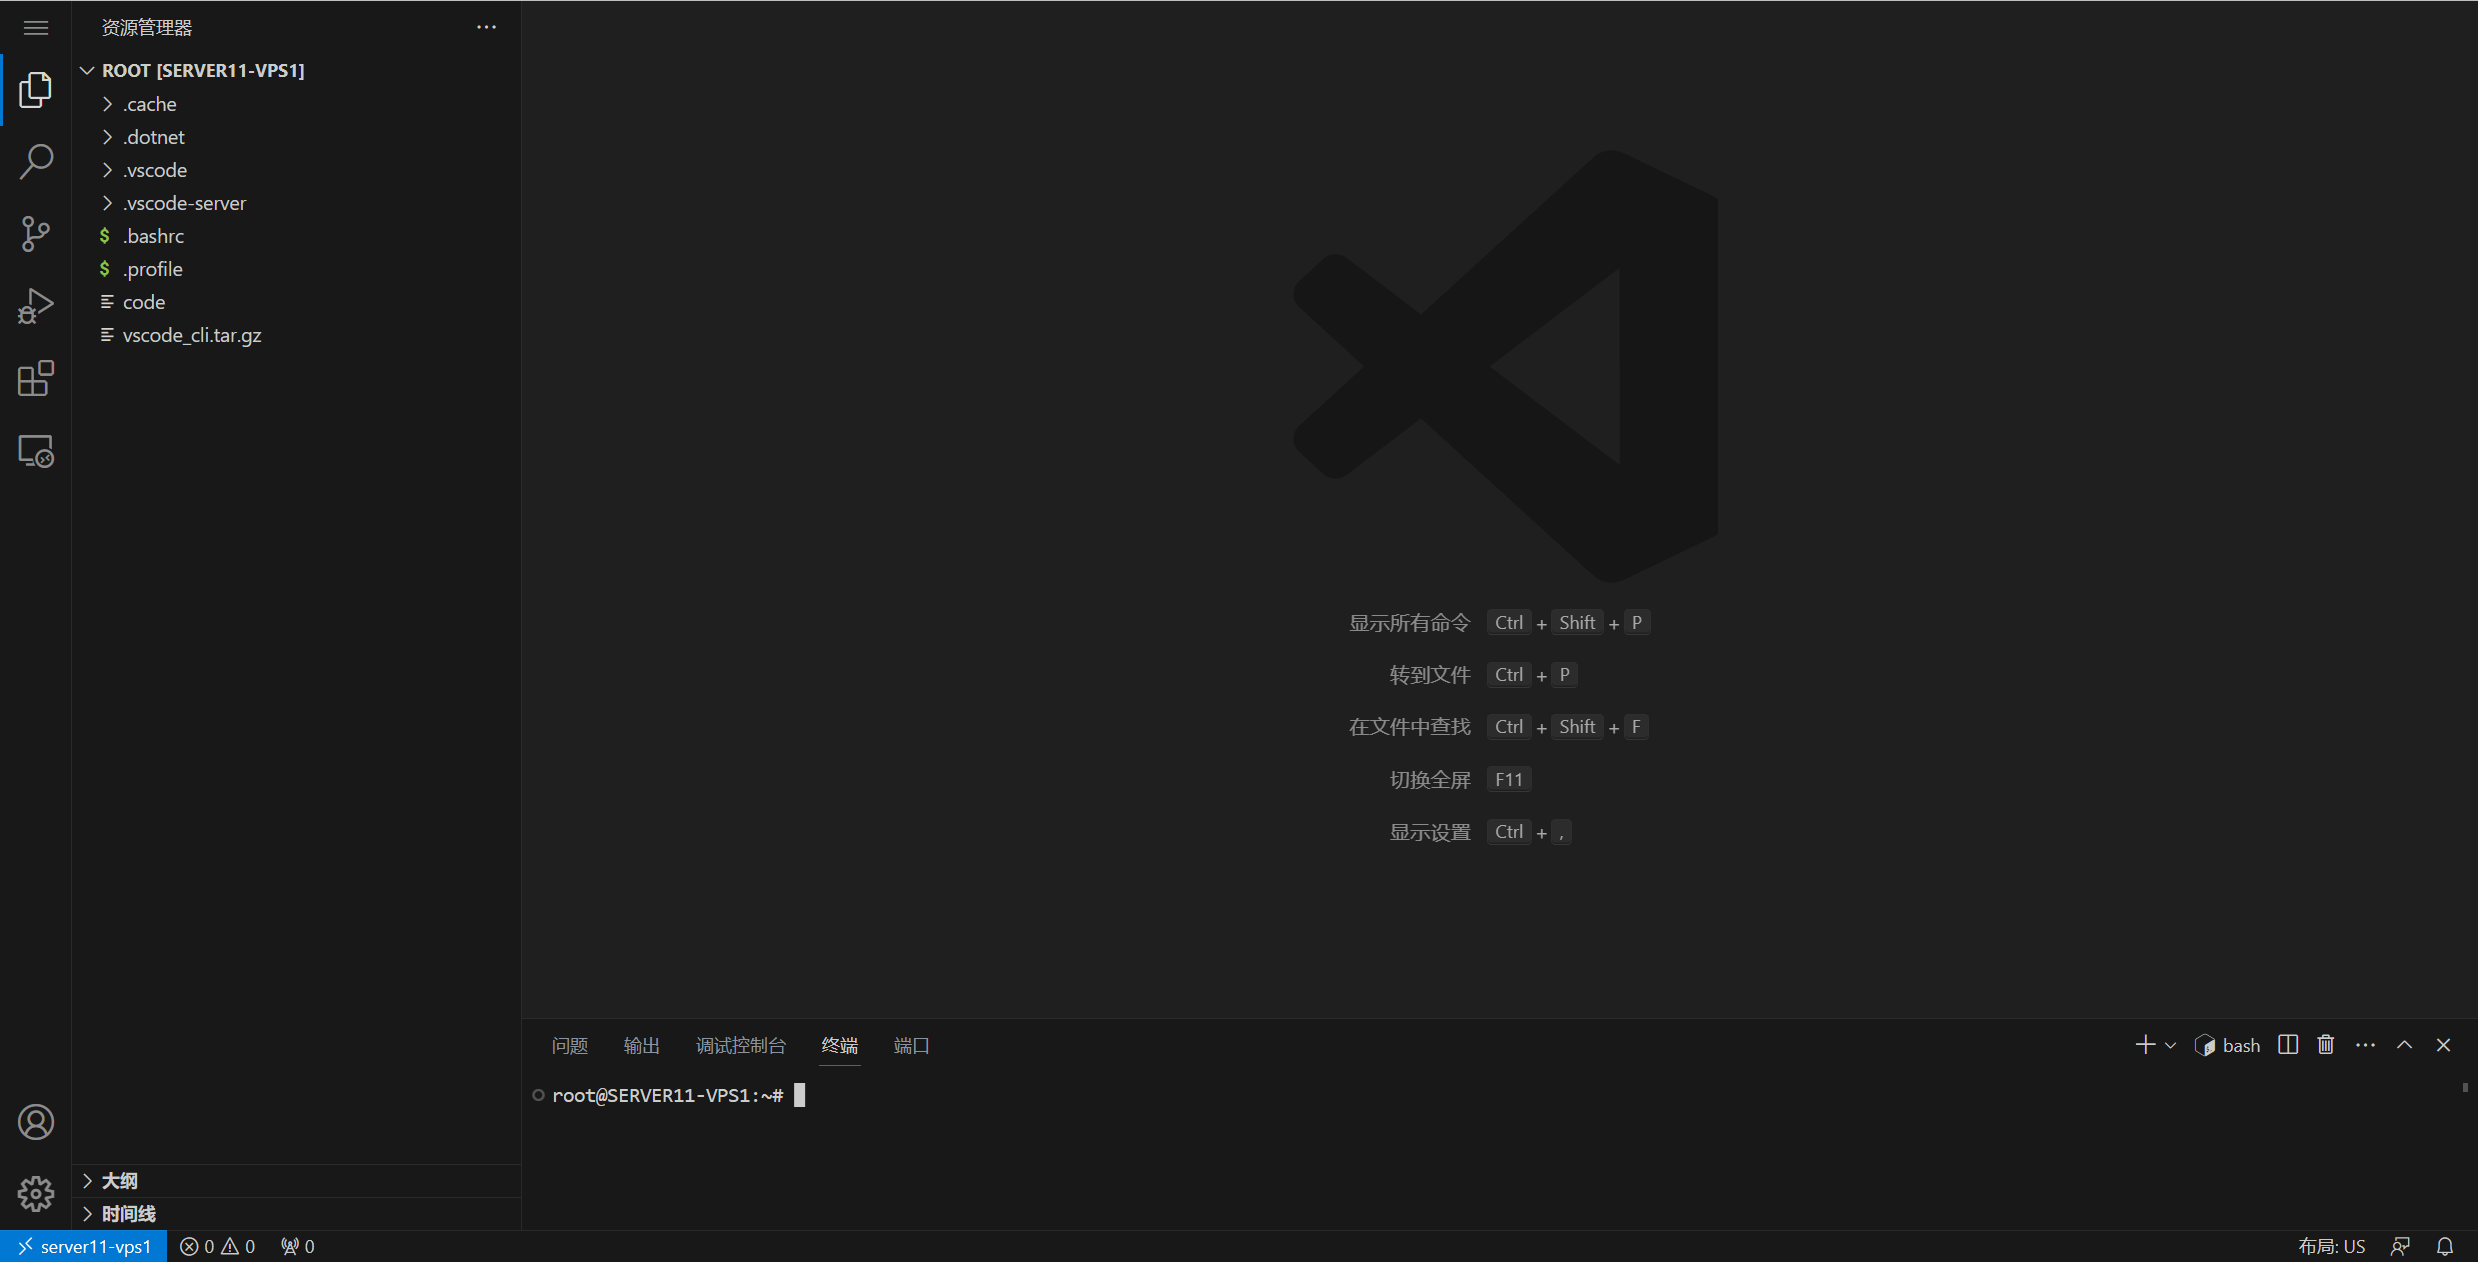 资源管理器
ROOT [SERVER11-VPS1]
.cache
.dotnet
.vscode
.vscode-server
$ .bashrc
$ .profile
code
vscode_cli.tar.gz
显示所有命令 Ctrl + Shift + P
转到文件 Ctrl + P
在文件中查找 Ctrl + Shift + F
切换全屏 F11
显示设置 Ctrl + ,
问题 输出 调试控制台 终端 端口 bash
root@SERVER11-VPS1:~#
大纲
时间线
server11-vps1 0 0 0 布局: US